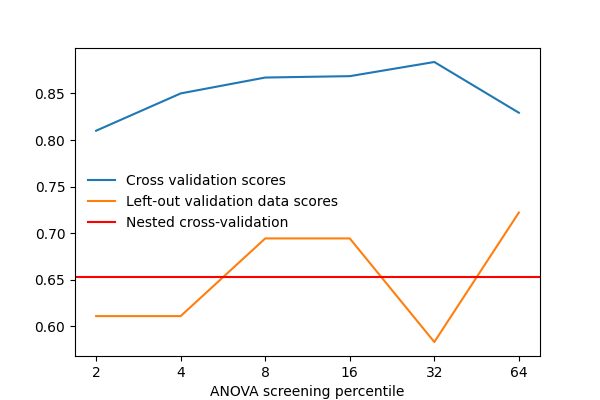 0.85
0.80
0.75
0.70
0.65
0.60
Cross validation scores
Left-out validation data scores
Nested cross-validation
2 4 8 16 32 64
ANOVA screening percentile